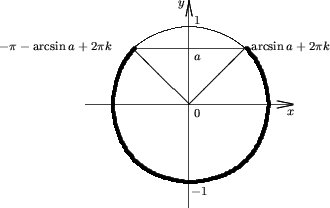 y
1
−π − arcsin a + 2πk
arcsin a + 2πk
a
0
x
−1